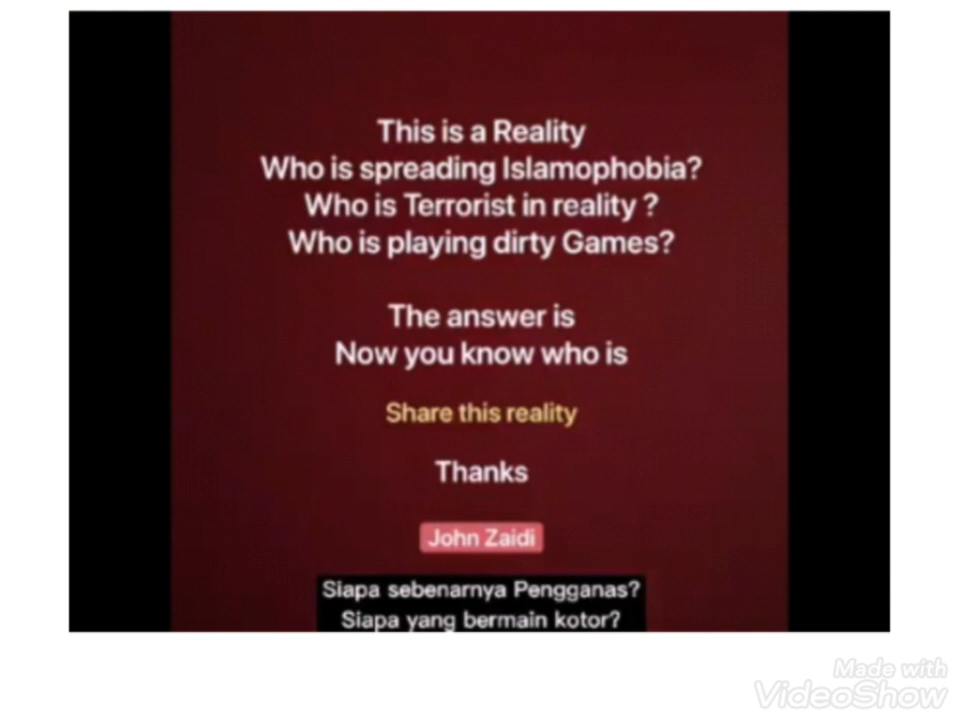 This is a Reality
Who is spreading Islamophobia?
Who is Terrorist in reality ?
Who is playing dirty Games?
The answer is
Now you know who is
Share this reality
Thanks
John Zaidi
Siapa sebenarnya Pengganas?
Siapa yang bermain kotor?
Made with
VideoShow